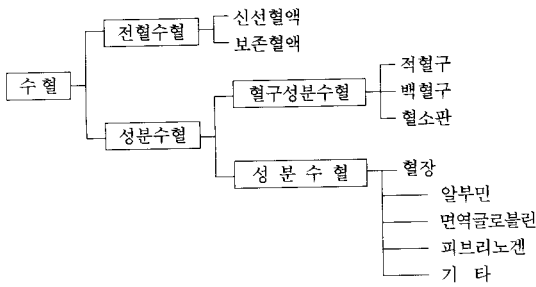 수혈
전혈수혈
신선혈액
보존혈액
성분수혈
혈구성분수혈
적혈구
백혈구
혈소판
성 분 수 혈
혈장
알부민
면역글로블린
피브리노겐
기 타